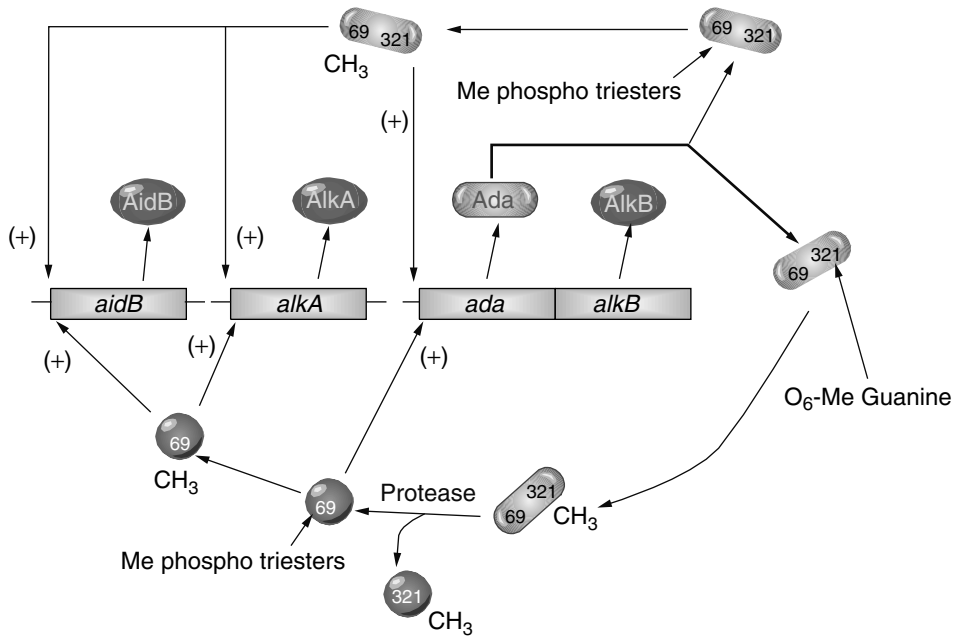 69 321
CH3
69 321
Me phospho triesters
(+)
AidB
AlkA
Ada
AlkB
(+)
(+)
321
69
aidB
alkA
ada
alkB
(+)
(+)
(+)
O6-Me Guanine
69
CH3
69
Protease
321
69
CH3
Me phospho triesters
321
CH3